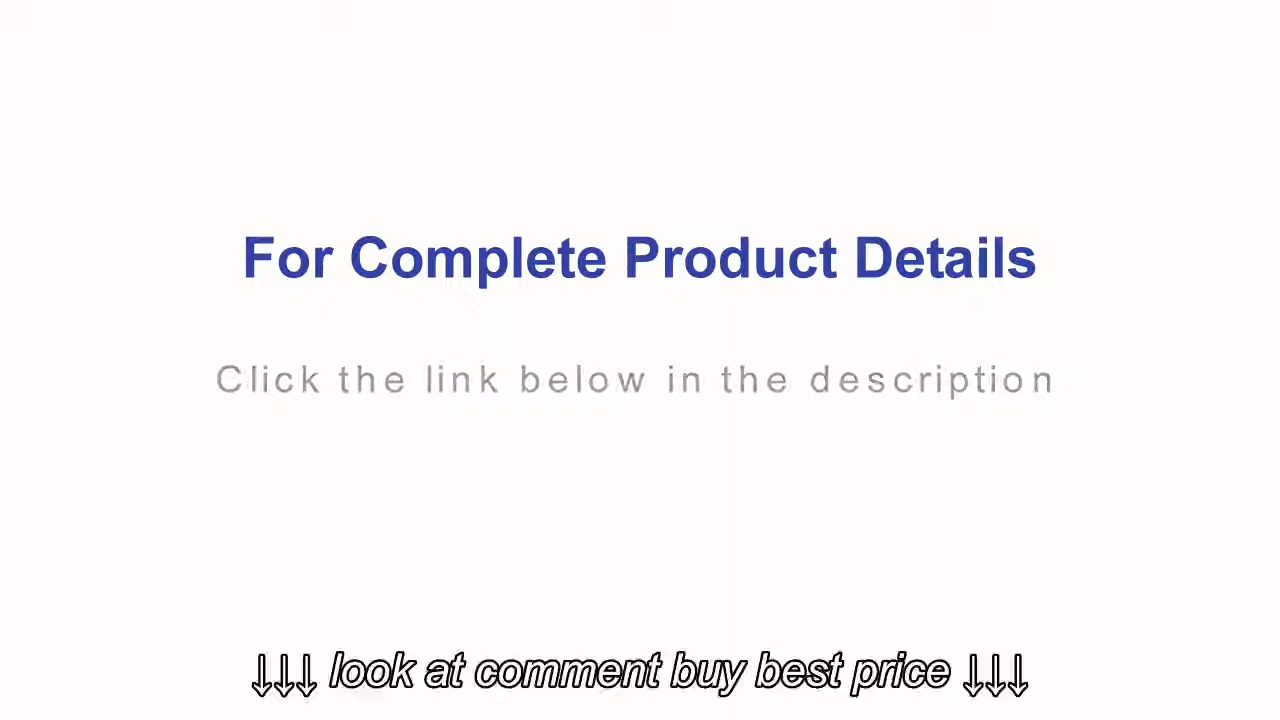 For Complete Product Details
Click the link below in the description
↓↓↓ look at comment buy best price ↓↓↓